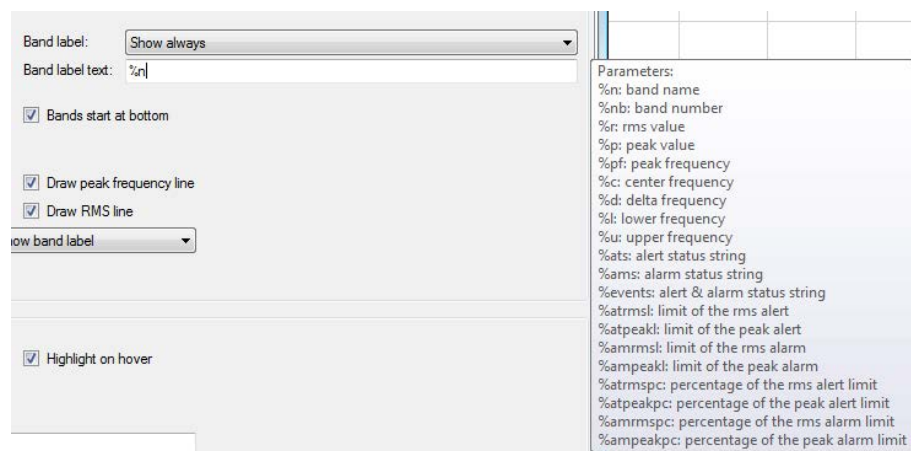 Band label:
Show always
Band label text:
%n
Bands start at bottom
Draw peak frequency line
Draw RMS line
ow band label
Highlight on hover
Parameters:
%n: band name
%nb: band number
%r: rms value
%p: peak value
%pf: peak frequency
%c: center frequency
%d: delta frequency
%l: lower frequency
%u: upper frequency
%ats: alert status string
%ams: alarm status string
%events: alert & alarm status string
%atrmsl: limit of the rms alert
%atpeakl: limit of the peak alert
%amrmsl: limit of the rms alarm
%ampeakl: limit of the peak alarm
%atrmspc: percentage of the rms alert limit
%atpeakpc: percentage of the peak alert limit
%amrmspc: percentage of the rms alarm limit
%ampeakpc: percentage of the peak alarm limit